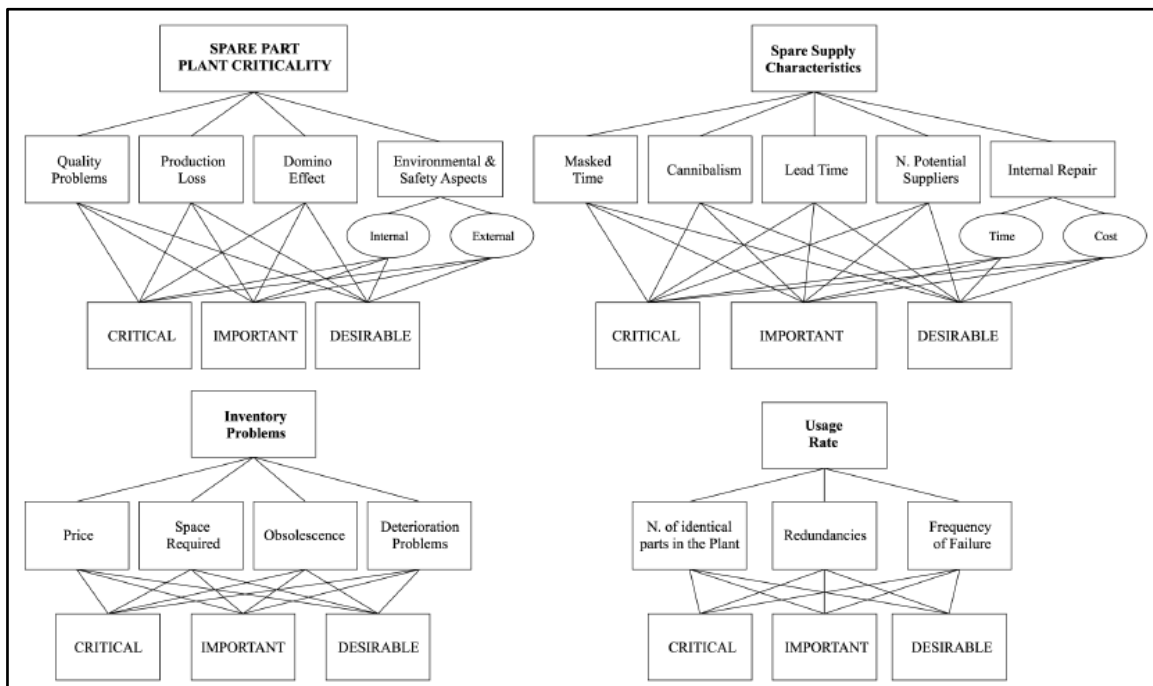 SPARE PART
PLANT CRITICALITY
Quality
Problems
Production
Loss
Domino
Effect
Environmental &
Safety Aspects
Internal
External
CRITICAL
IMPORTANT
DESIRABLE
Spare Supply
Characteristics
Masked
Time
Cannibalism
Lead Time
N. Potential
Suppliers
Internal Repair
Time
Cost
CRITICAL
IMPORTANT
DESIRABLE
Inventory
Problems
Price
Space
Required
Obsolescence
Deterioration
Problems
CRITICAL
IMPORTANT
DESIRABLE
Usage
Rate
N. of identical
parts in the Plant
Redundancies
Frequency
of Failure
CRITICAL
IMPORTANT
DESIRABLE